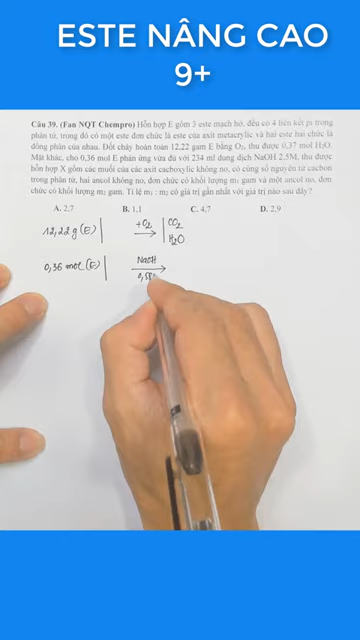 ESTE NÂNG CAO
9+
Câu 39. (Fan NQT Chempro) Hỗn hợp E gồm 3 este mạch hở, đều có 4 liên kết pi trong
phân tử, trong đó có một este đơn chức là este của axit metacrylic và hai este hai chức là
đồng phân của nhau. Đốt cháy hoàn toàn 12,22 gam E bằng O₂, thu được 0,37 mol H₂O.
Mặt khác, cho 0,36 mol E phản ứng vừa đủ với 234 ml dung dịch NaOH 2,5M, thu được
hỗn hợp X gồm các muối của các axit cacboxylic không no, có cùng số nguyên tử cacbon
trong phân tử, hai ancol không no, đơn chức có khối lượng m₁ gam và một ancol no, đơn
chức có khối lượng m₂ gam. Tỉ lệ m₁ : m₂ có giá trị gần nhất với giá trị nào sau đây?
A. 2,7 B. 1,1 C. 4,7 D. 2,9
12,22g (E) | +O₂ → | CO₂
H₂O
0,36 mol (E) | NaOH →
0,58